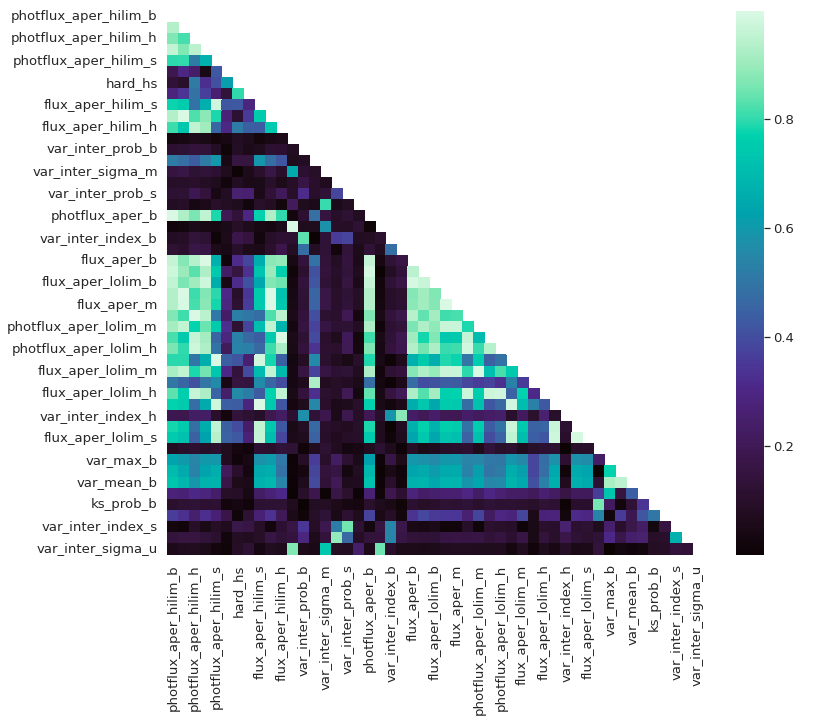 photflux_aper_hilim_b
photflux_aper_hilim_h
photflux_aper_hilim_s
hard_hs
flux_aper_hilim_s
flux_aper_hilim_h
var_inter_prob_b
var_inter_sigma_m
var_inter_prob_s
photflux_aper_b
var_inter_index_b
flux_aper_b
flux_aper_lolim_b
flux_aper_m
photflux_aper_lolim_m
photflux_aper_lolim_h
flux_aper_lolim_m
flux_aper_lolim_h
var_inter_index_h
flux_aper_lolim_s
var_max_b
var_mean_b
ks_prob_b
var_inter_index_s
var_inter_sigma_u
photflux_aper_hilim_b
photflux_aper_hilim_h
photflux_aper_hilim_s
hard_hs
flux_aper_hilim_s
flux_aper_hilim_h
var_inter_prob_b
var_inter_sigma_m
var_inter_prob_s
photflux_aper_b
var_inter_index_b
flux_aper_b
flux_aper_lolim_b
flux_aper_m
photflux_aper_lolim_m
photflux_aper_lolim_h
flux_aper_lolim_m
flux_aper_lolim_h
var_inter_index_h
flux_aper_lolim_s
var_max_b
var_mean_b
ks_prob_b
var_inter_index_s
var_inter_sigma_u
0.8
0.6
0.4
0.2